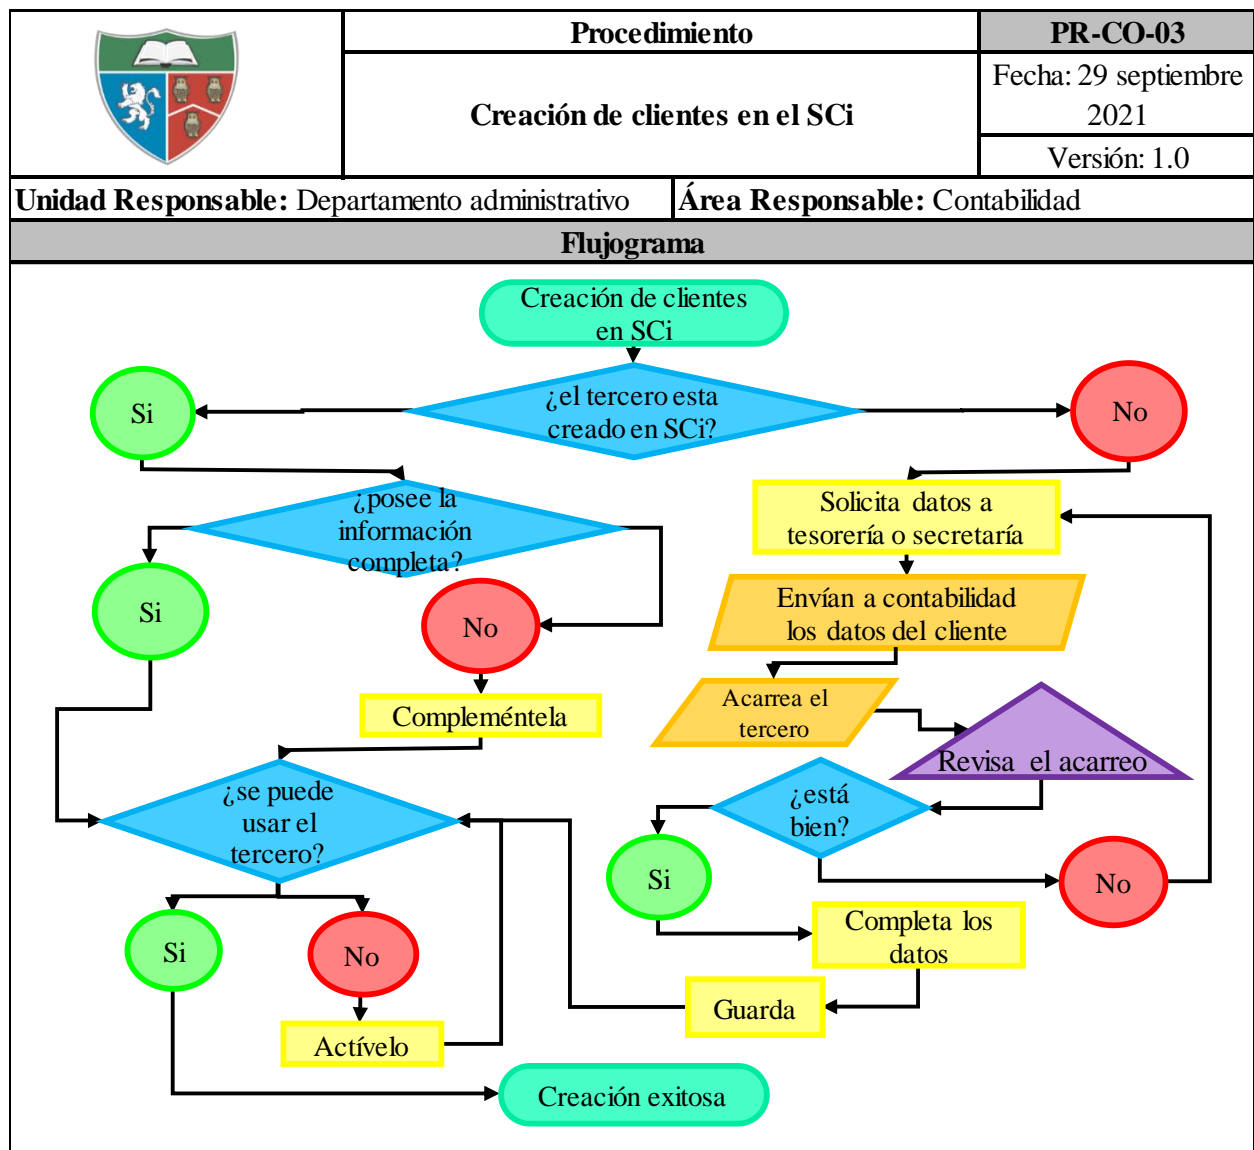 Procedimiento
PR-CO-03
Creación de clientes en el SCi
Fecha: 29 septiembre
2021
Versión: 1.0
Unidad Responsable: Departamento administrativo
Área Responsable: Contabilidad
Flujograma
Creación de clientes
en SCi
¿el tercero esta
creado en SCi?
Si
No
¿posee la
información
completa?
Solicita datos a
tesorería o secretaría
Si
No
Envían a contabilidad
los datos del cliente
Compleméntela
Acarrea el
tercero
Revisa el acarreo
¿se puede
usar el
tercero?
¿está
bien?
Si
No
Si
No
Completa los
datos
Guarda
Actívelo
Creación exitosa